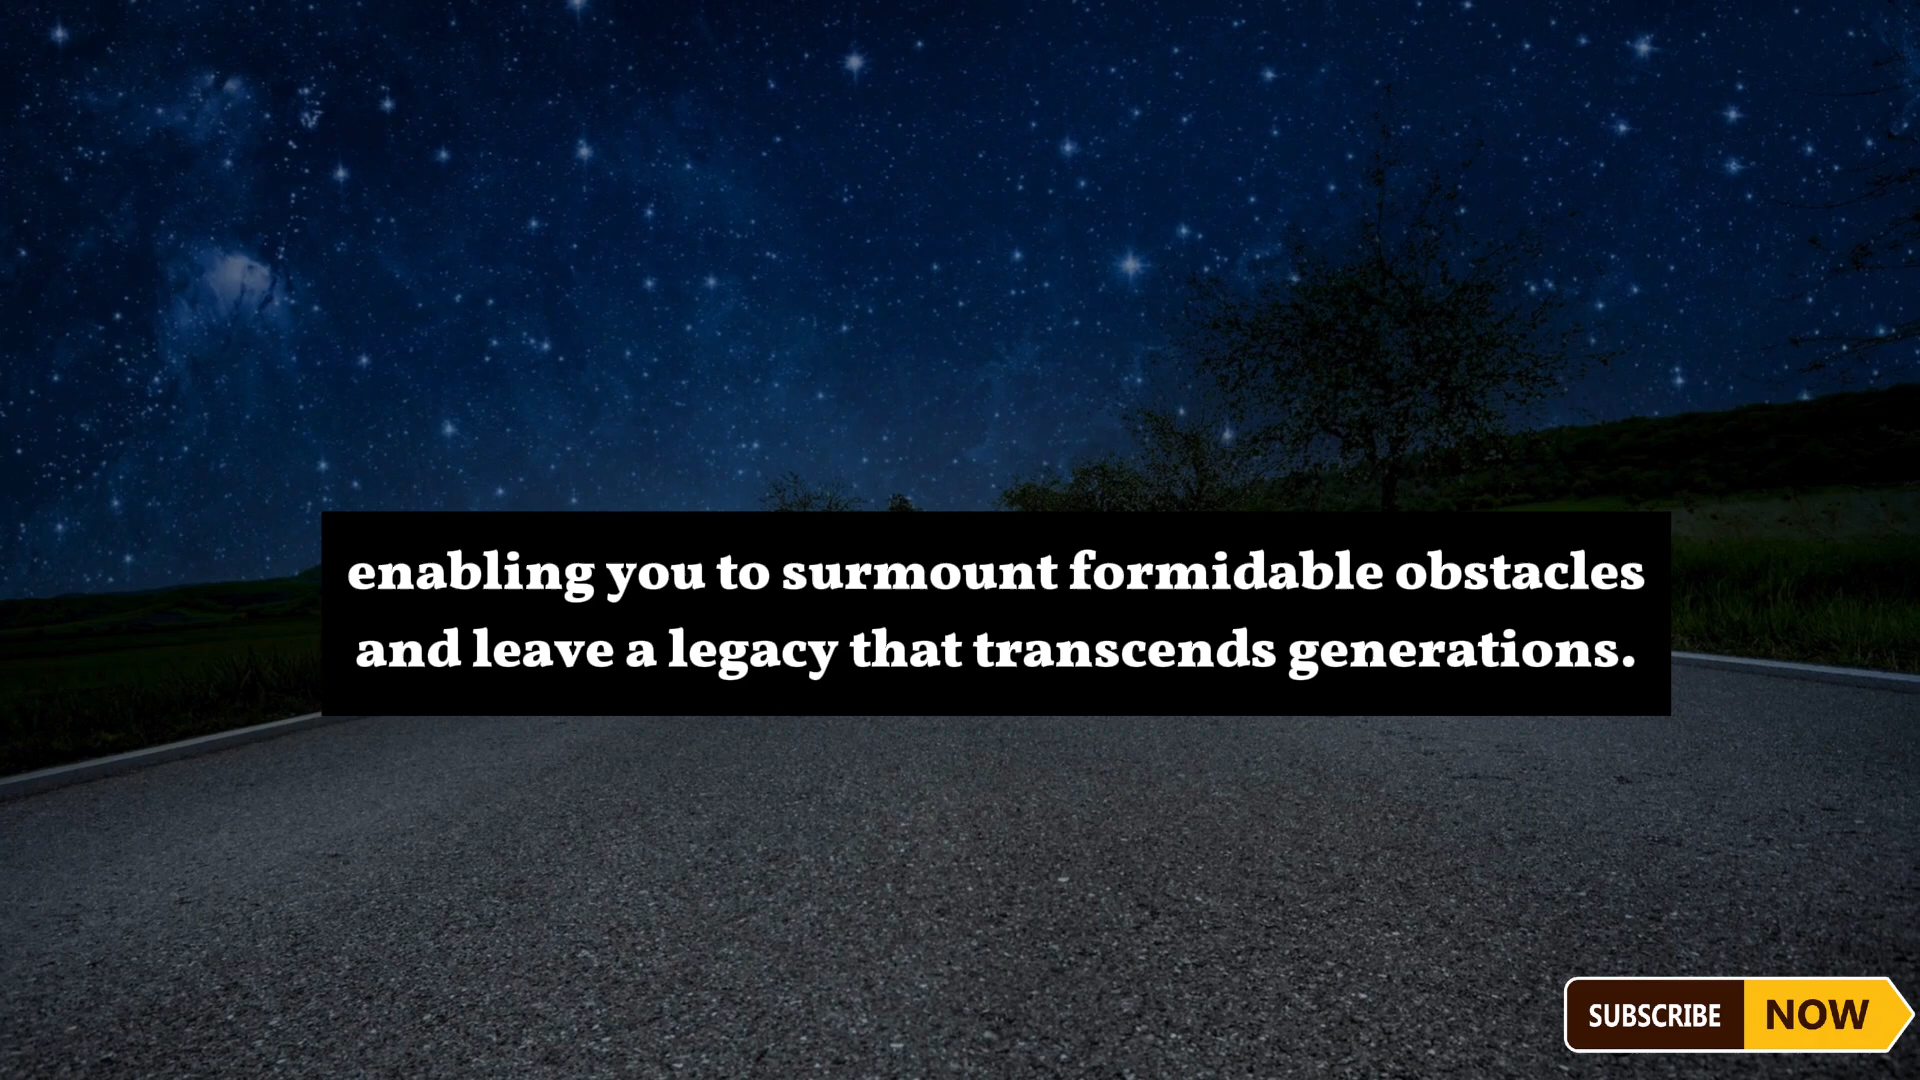 enabling you to surmount formidable obstacles
and leave a legacy that transcends generations.
SUBSCRIBE NOW